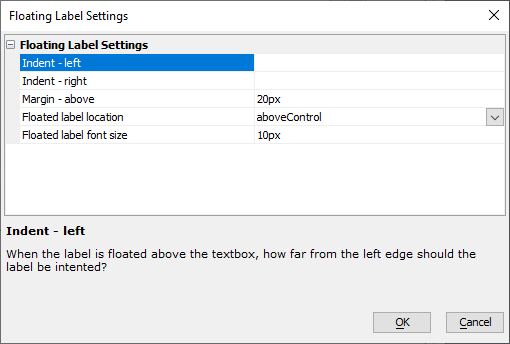 Floating Label Settings
Floating Label Settings
Indent - left
Indent - right
Margin - above 20px
Floated label location aboveControl
Floated label font size 10px
Indent - left
When the label is floated above the textbox, how far from the left edge should the
label be intented?
OK Cancel